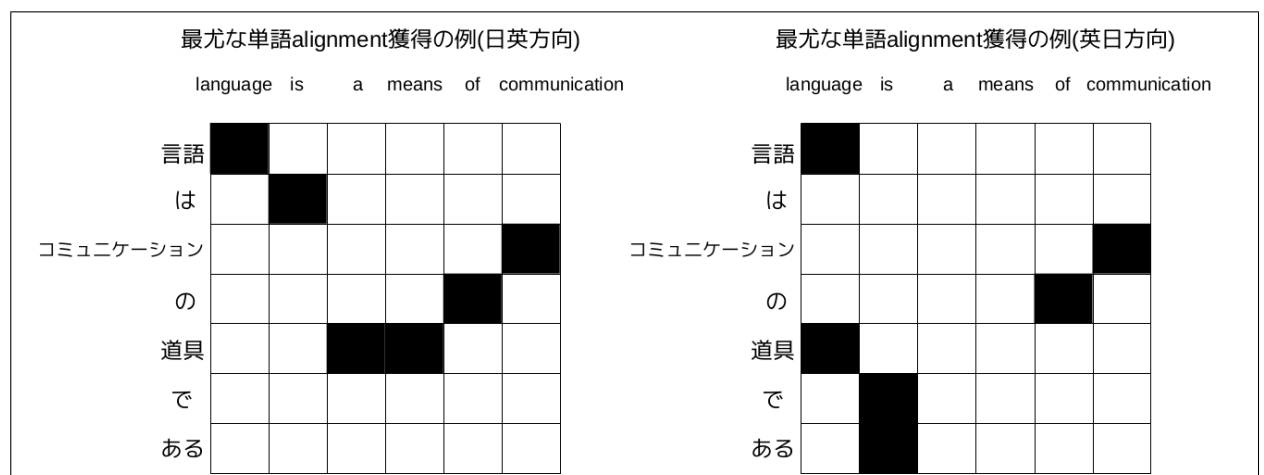 最尤な単語alignment獲得の例(日英方向)
language is a means of communication
言語
は
コミュニケーション
の
道具
で
ある
最尤な単語alignment獲得の例(英日方向)
language is a means of communication
言語
は
コミュニケーション
の
道具
で
ある